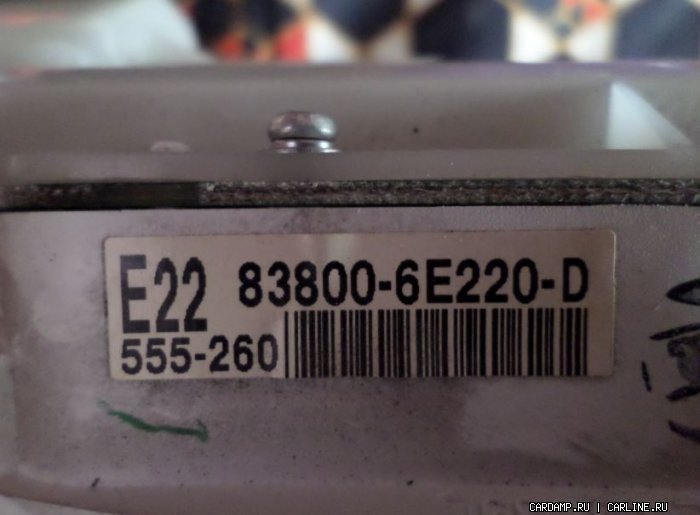 E22 83800-6E220-D
555-260
CARDAMP.RU | CARLINE.RU